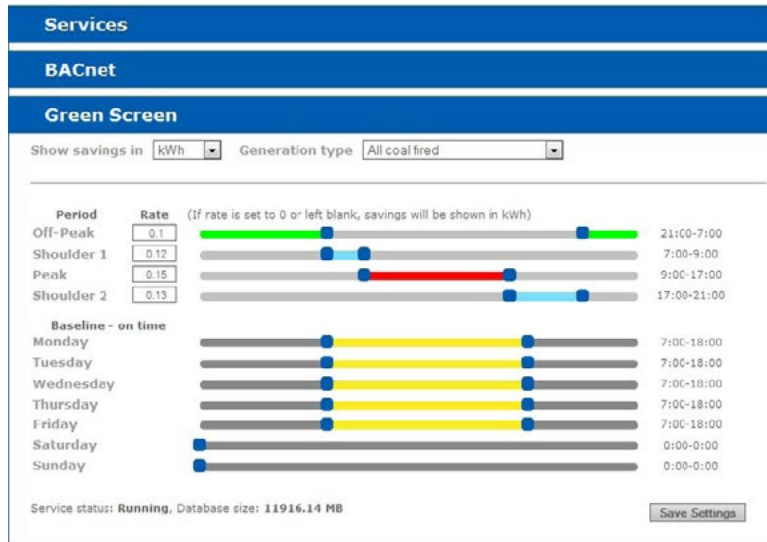 Services
BACnet
Green Screen
Show savings in kWh Generation type All coal fired
Period Rate (If rate is set to 0 or left blank, savings will be shown in kWh)
Off-Peak 0.1 21:00-7:00
Shoulder 1 0.12 7:00-9:00
Peak 0.15 9:00-17:00
Shoulder 2 0.13 17:00-21:00
Baseline - on time
Monday 7:00-18:00
Tuesday 7:00-18:00
Wednesday 7:00-18:00
Thursday 7:00-18:00
Friday 7:00-18:00
Saturday 0:00-0:00
Sunday 0:00-0:00
Service status: Running, Database size: 11916.14 MB Save Settings